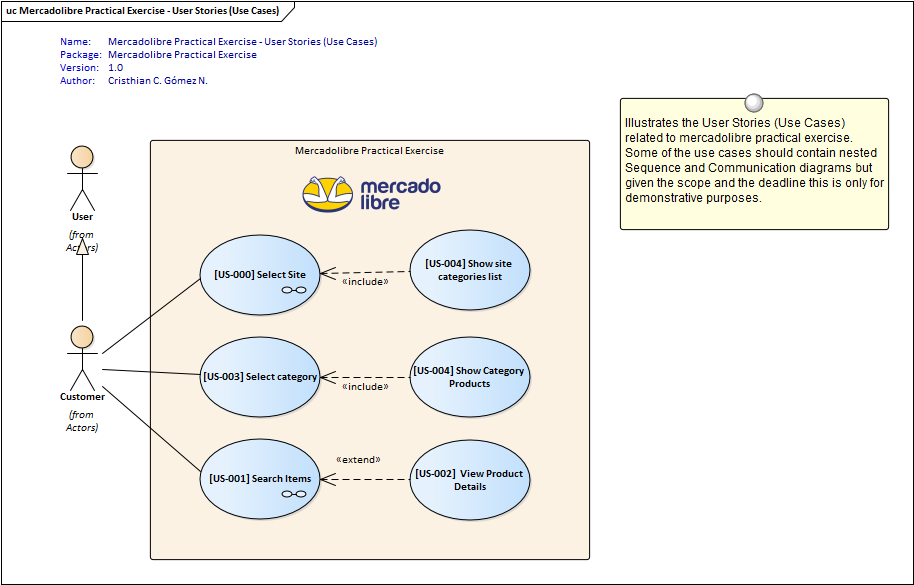 uc Mercadolibre Practical Exercise - User Stories (Use Cases)
Name: Mercadolibre Practical Exercise - User Stories (Use Cases)
Package: Mercadolibre Practical Exercise
Version: 1.0
Author: Cristhian C. Gómez N.
Illustrates the User Stories (Use Cases)
related to mercadolibre practical exercise.
Some of the use cases should contain nested
Sequence and Communication diagrams but
given the scope and the deadline this is only for
demonstrative purposes.
Mercadolibre Practical Exercise
mercado
libre
User
(from
Actors)
[US-000] Select Site
«include»
[US-004] Show site
categories list
Customer
(from
Actors)
[US-003] Select category
«include»
[US-004] Show Category
Products
[US-001] Search Items
«extend»
[US-002] View Product
Details